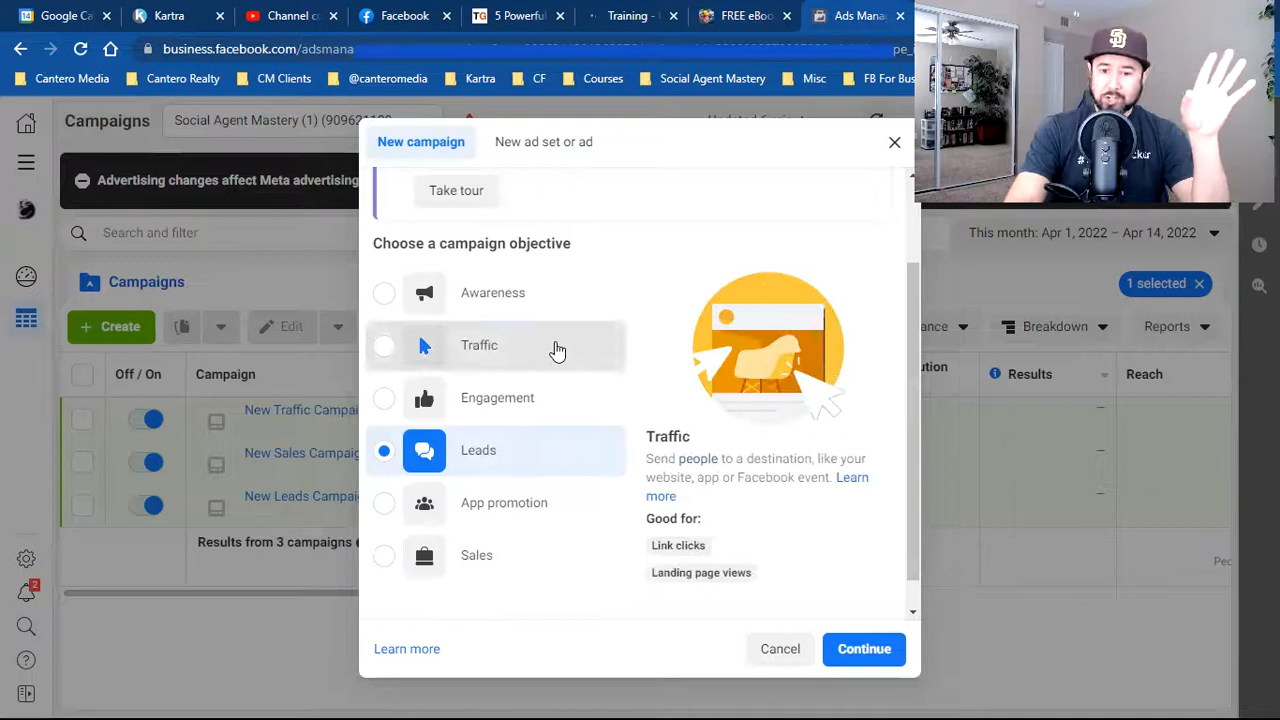 Google Ca
Kartra
Channel c
Facebook
5 Powerful
Training -
FREE eBo
Ads Mana
business.facebook.com/adsmana
pe_i
Cantero Media
Cantero Realty
CM Clients
@canteromedia
Kartra
CF
Courses
Social Agent Mastery
Misc
FB For Bu
Campaigns
Social Agent Mastery (1)
New campaign
New ad set or ad
Advertising changes affect Meta advertising
Take tour
Search and filter
This month: Apr 1, 2022 – Apr 14, 2022
Choose a campaign objective
Campaigns
1 selected
Awareness
Create
Edit
Breakdown
Reports
Traffic
Off / On
Campaign
Results
Reach
Engagement
New Traffic Campai
Traffic
Send people to a destination, like your
website, app or Facebook event. Learn
more
Leads
New Sales Campaig
New Leads Campai
App promotion
Good for:
Link clicks
Results from 3 campaigns
Sales
Landing page views
2
Learn more
Cancel
Continue